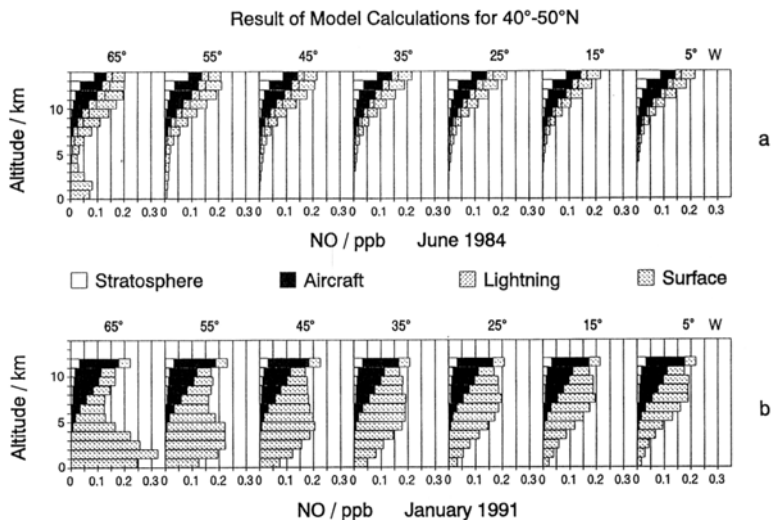 Result of Model Calculations for 40°-50°N
65° 55° 45° 35° 25° 15° 5° W
10
5
0
Altitude / km
a
0 0.1 0.2 0.3 0 0.1 0.2 0.3 0 0.1 0.2 0.3 0 0.1 0.2 0.3 0 0.1 0.2 0.3 0 0.1 0.2 0.3 0 0.1 0.2 0.3
NO / ppb June 1984
Stratosphere Aircraft Lightning Surface
65° 55° 45° 35° 25° 15° 5° W
10
5
0
Altitude / km
b
0.1 0.2 0.3 0 0.1 0.2 0.3 0 0.1 0.2 0.3 0 0.1 0.2 0.3 0 0.1 0.2 0.3 0 0.1 0.2 0.3 0 0.1 0.2 0.3
NO / ppb January 1991